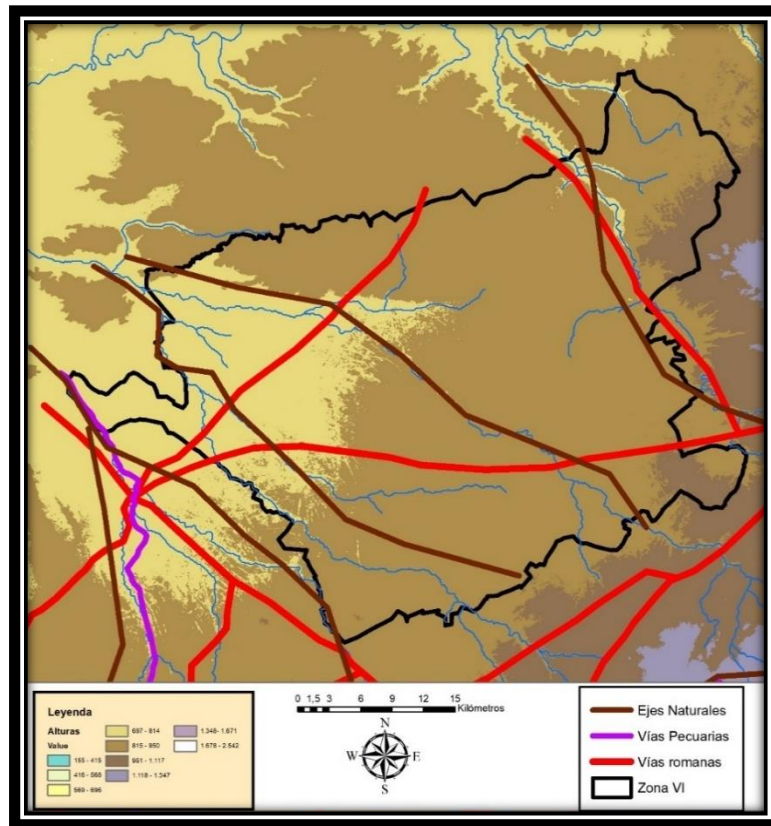 Leyenda
Alturas
Value
155 - 415
416 - 568
569 - 696
697 - 814
815 - 950
951 - 1.117
1.118 - 1.347
1.348 - 1.671
1.678 - 2.542
0 1,5 3 6 9 12 15
Kilómetros
N
W E
S
Ejes Naturales
Vías Pecuarias
Vías romanas
Zona VI